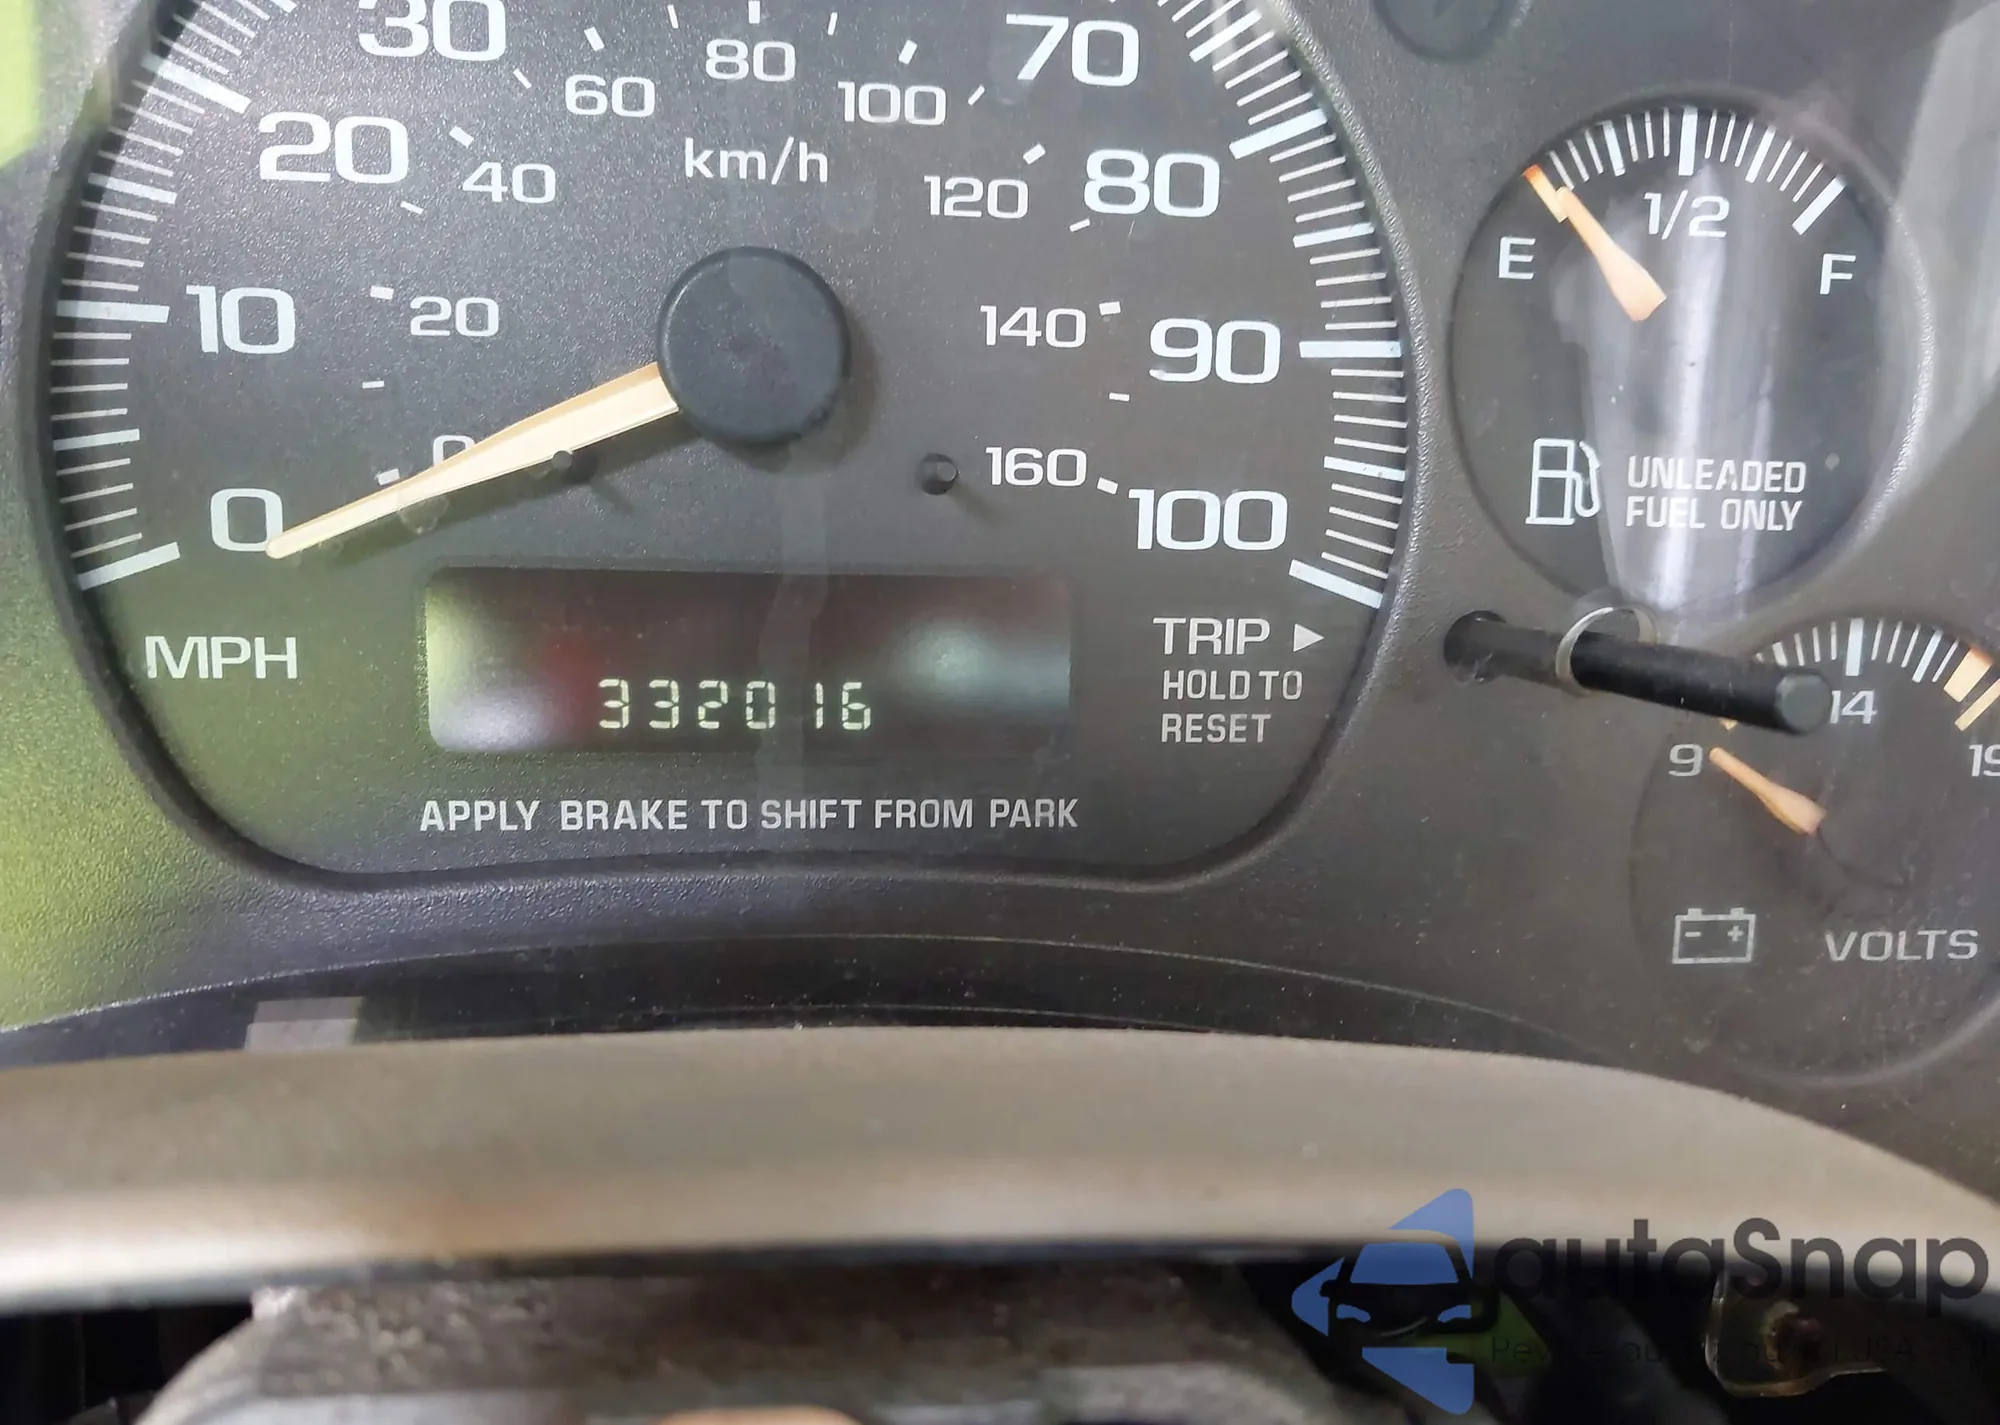 30
80
70
60
100
20
40
km/h
120
80
1/2
E
F
10
20
140
90
0
160
0
100
UNLEADED
FUEL ONLY
MPH
TRIP
HOLD TO
RESET
332016
14
9
19
APPLY BRAKE TO SHIFT FROM PARK
- +
VOLTS
autoSnap